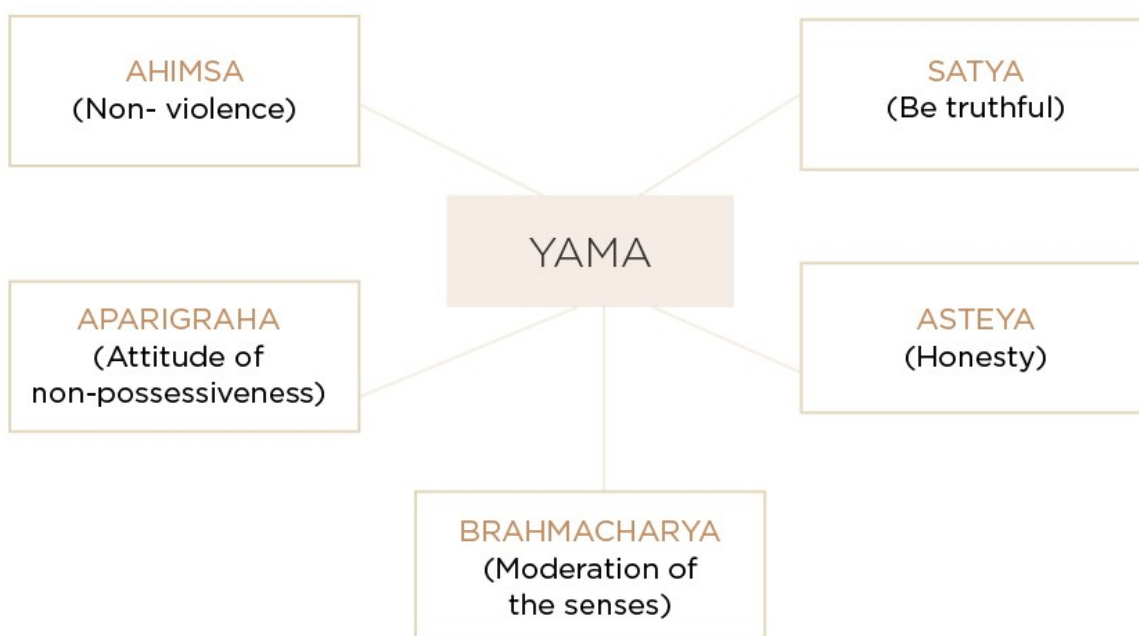 AHIMSA
(Non- violence)
SATYA
(Be truthful)
YAMA
APARIGRAHA
(Attitude of
non-possessiveness)
ASTEYA
(Honesty)
BRAHMACHARYA
(Moderation of
the senses)